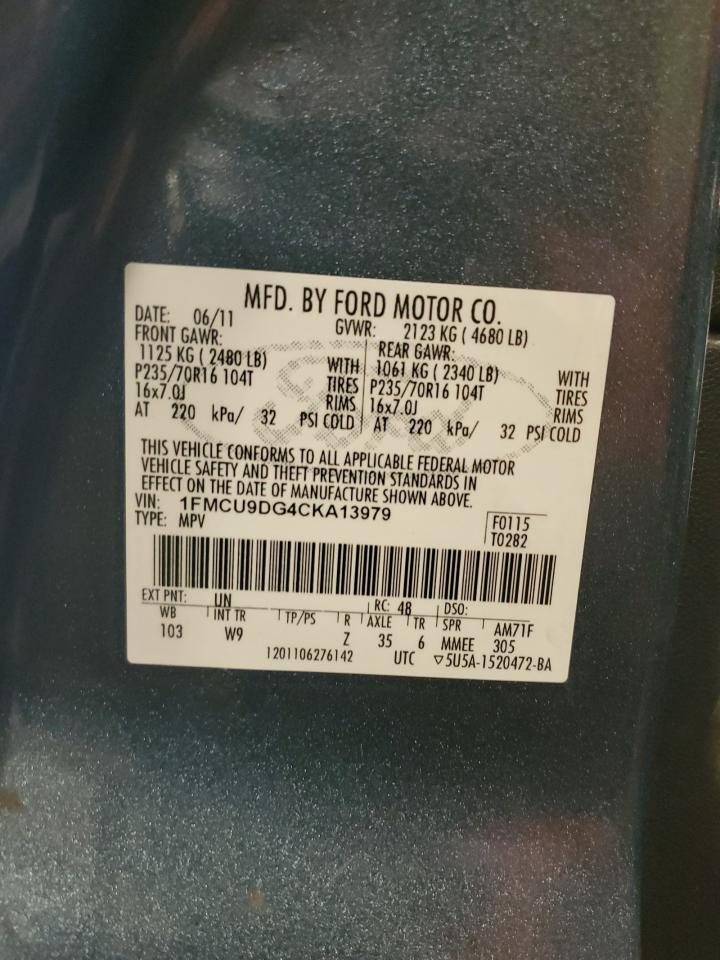 MFD. BY FORD MOTOR CO.
DATE: 06/11 GVWR: 2123 KG ( 4680 LB)
FRONT GAWR: REAR GAWR:
1125 KG ( 2480 LB) WITH 1061 KG ( 2340 LB) WITH
P235/70R16 104T TIRES P235/70R16 104T TIRES
16x7.0J RIMS 16x7.0J RIMS
AT 220 kPa/ 32 PSI COLD AT 220 kPa/ 32 PSI COLD
THIS VEHICLE CONFORMS TO ALL APPLICABLE FEDERAL MOTOR
VEHICLE SAFETY AND THEFT PREVENTION STANDARDS IN
EFFECT ON THE DATE OF MANUFACTURE SHOWN ABOVE.
VIN: 1FMCU9DG4CKA13979
TYPE: MPV F0115
T0282
EXT PNT: UN RC: 48 DSO:
WB INT TR TP/PS R AXLE TR SPR AM71F
103 W9 Z 35 6 MMEE 305
1201106276142 UTC ▽5U5A-1520472-BA